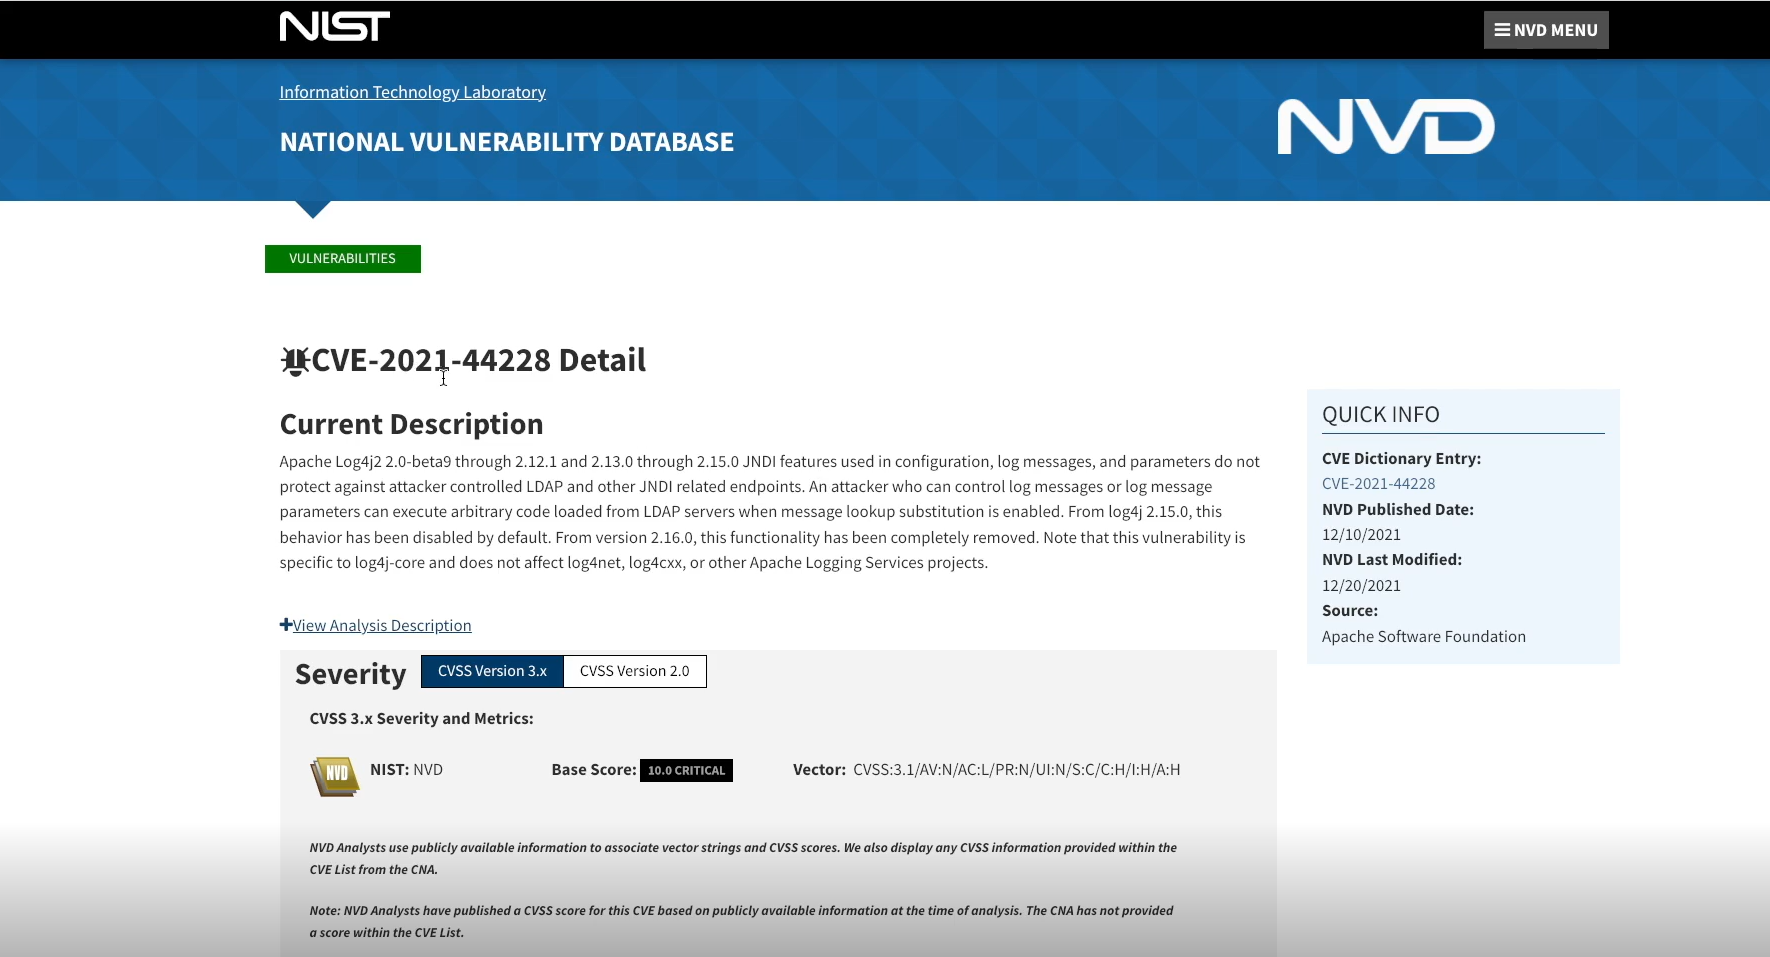 NIST
NVD MENU
Information Technology Laboratory
NATIONAL VULNERABILITY DATABASE
NVD
VULNERABILITIES
CVE-2021-44228 Detail
Current Description
Apache Log4j2 2.0-beta9 through 2.12.1 and 2.13.0 through 2.15.0 JNDI features used in configuration, log messages, and parameters do not
protect against attacker controlled LDAP and other JNDI related endpoints. An attacker who can control log messages or log message
parameters can execute arbitrary code loaded from LDAP servers when message lookup substitution is enabled. From log4j 2.15.0, this
behavior has been disabled by default. From version 2.16.0, this functionality has been completely removed. Note that this vulnerability is
specific to log4j-core and does not affect log4net, log4cxx, or other Apache Logging Services projects.
View Analysis Description
QUICK INFO
CVE Dictionary Entry:
CVE-2021-44228
NVD Published Date:
12/10/2021
NVD Last Modified:
12/20/2021
Source:
Apache Software Foundation
Severity CVSS Version 3.x CVSS Version 2.0
CVSS 3.x Severity and Metrics:
NVD NIST: NVD Base Score: 10.0 CRITICAL Vector: CVSS:3.1/AV:N/AC:L/PR:N/UI:N/S:C/C:H/I:H/A:H
NVD Analysts use publicly available information to associate vector strings and CVSS scores. We also display any CVSS information provided within the
CVE List from the CNA.
Note: NVD Analysts have published a CVSS score for this CVE based on publicly available information at the time of analysis. The CNA has not provided
a score within the CVE List.